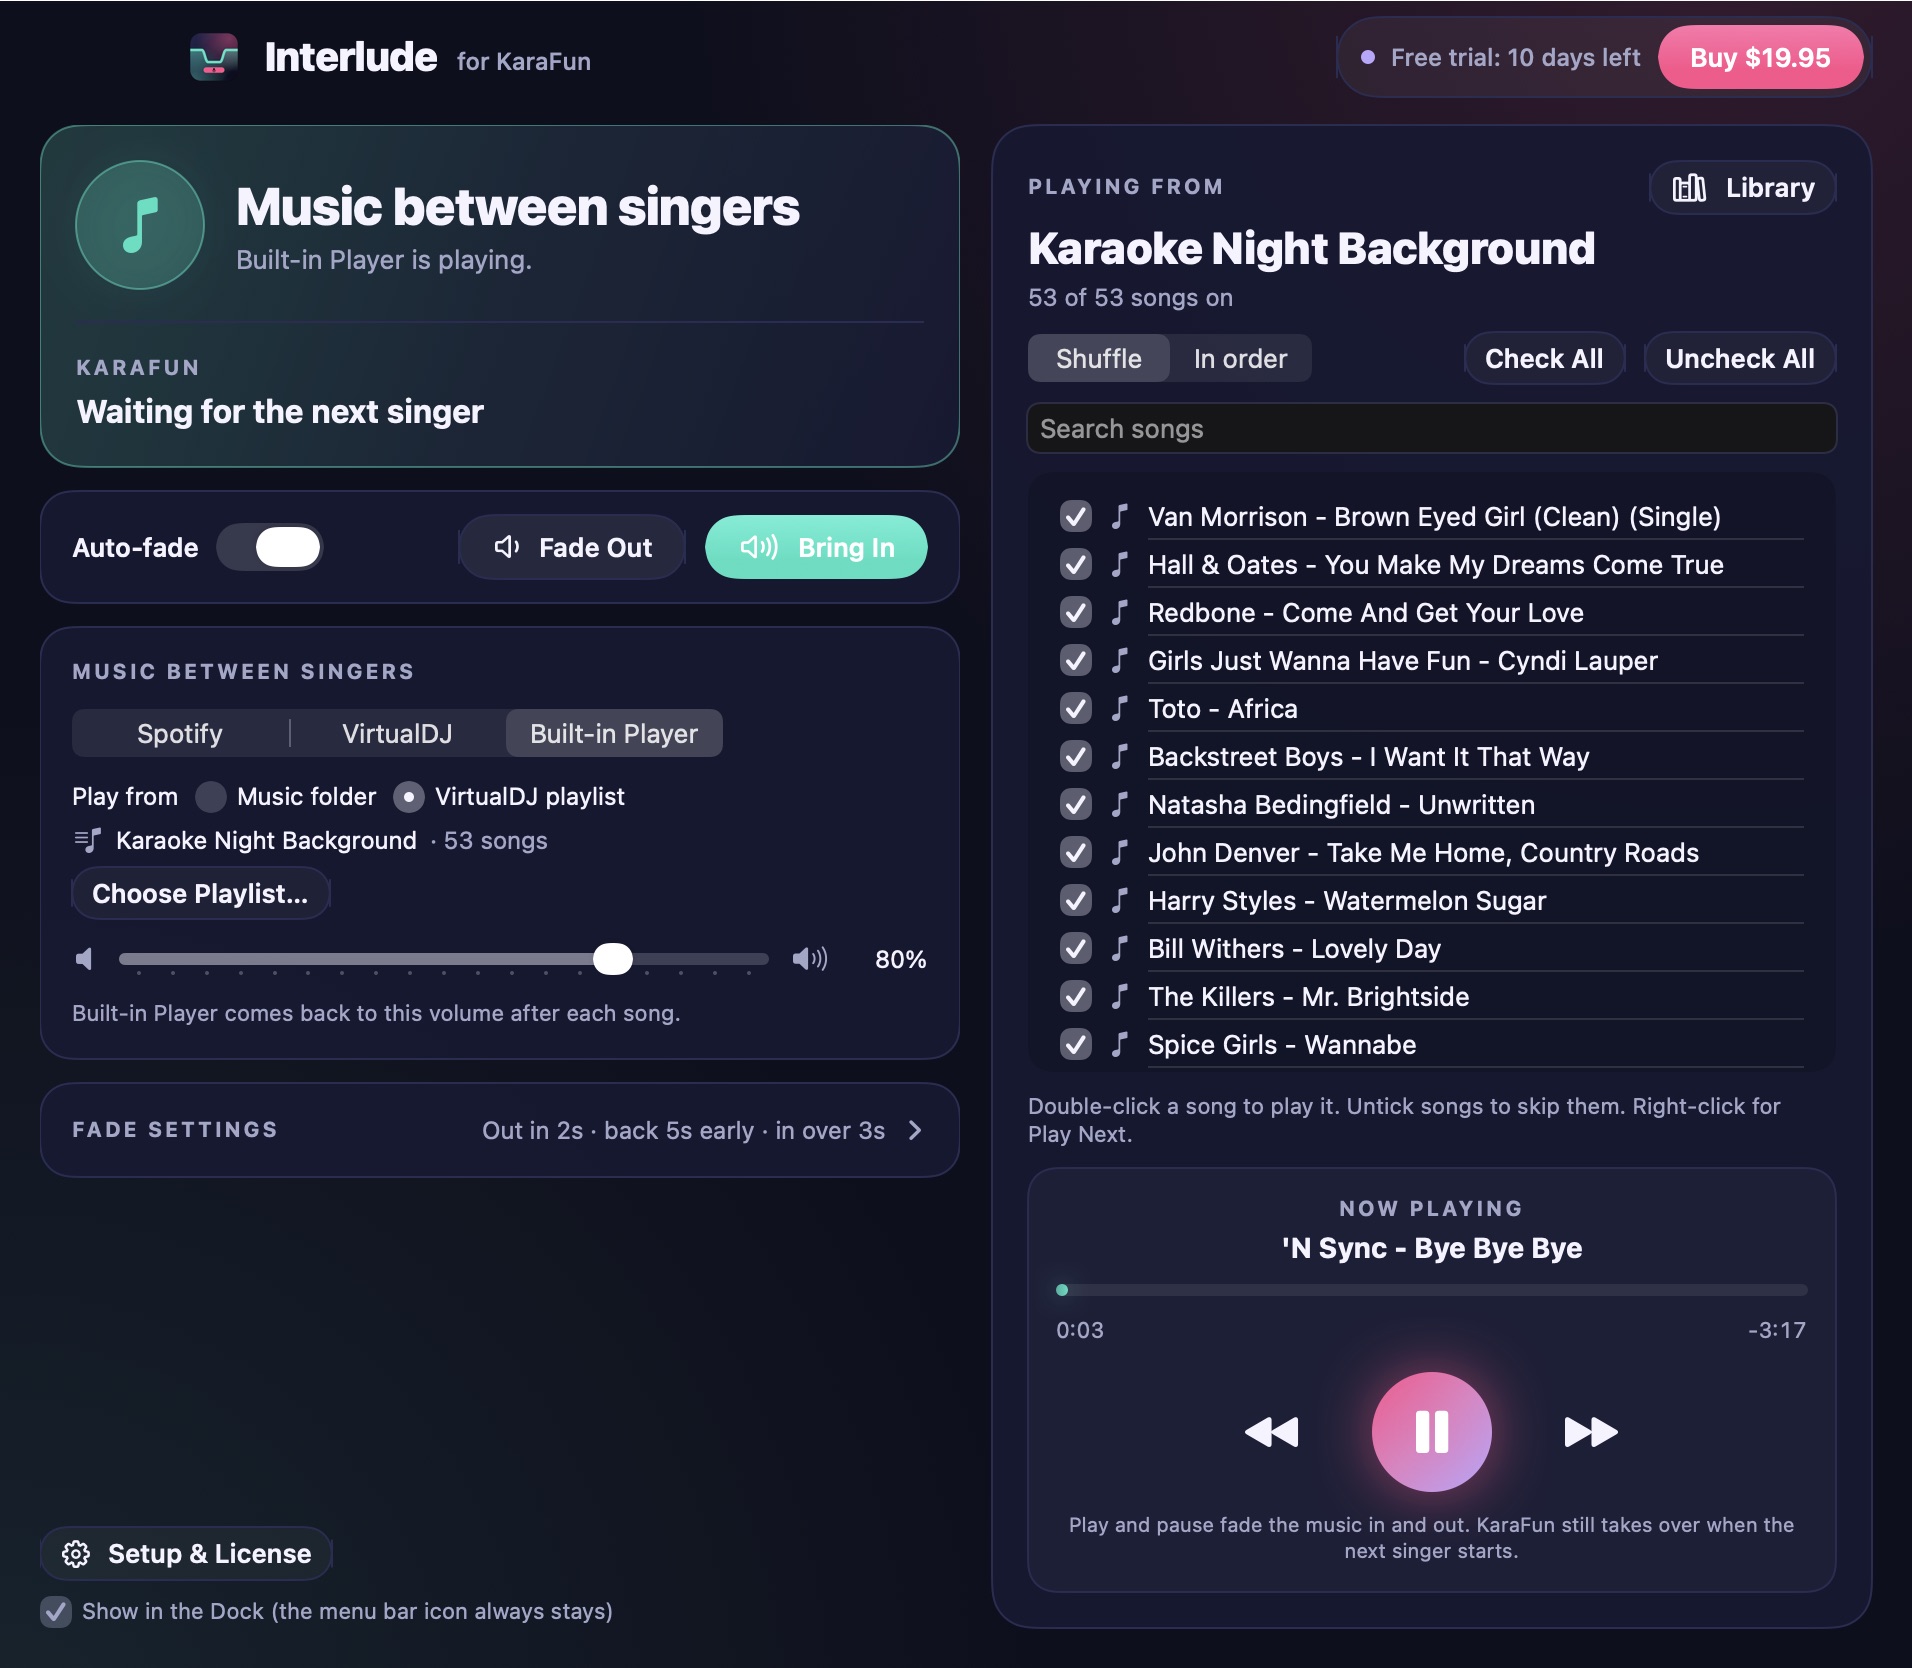 Interlude for KaraFun
Free trial: 10 days left
Buy $19.95
Music between singers
Built-in Player is playing.
KARAFUN
Waiting for the next singer
Auto-fade
Fade Out
Bring In
MUSIC BETWEEN SINGERS
Spotify
VirtualDJ
Built-in Player
Play from
Music folder
VirtualDJ playlist
Karaoke Night Background · 53 songs
Choose Playlist...
80%
Built-in Player comes back to this volume after each song.
FADE SETTINGS
Out in 2s · back 5s early · in over 3s
Setup & License
Show in the Dock (the menu bar icon always stays)
PLAYING FROM
Library
Karaoke Night Background
53 of 53 songs on
Shuffle
In order
Check All
Uncheck All
Search songs
Van Morrison - Brown Eyed Girl (Clean) (Single)
Hall & Oates - You Make My Dreams Come True
Redbone - Come And Get Your Love
Girls Just Wanna Have Fun - Cyndi Lauper
Toto - Africa
Backstreet Boys - I Want It That Way
Natasha Bedingfield - Unwritten
John Denver - Take Me Home, Country Roads
Harry Styles - Watermelon Sugar
Bill Withers - Lovely Day
The Killers - Mr. Brightside
Spice Girls - Wannabe
Double-click a song to play it. Untick songs to skip them. Right-click for
Play Next.
NOW PLAYING
'N Sync - Bye Bye Bye
0:03
-3:17
Play and pause fade the music in and out. KaraFun still takes over when the
next singer starts.